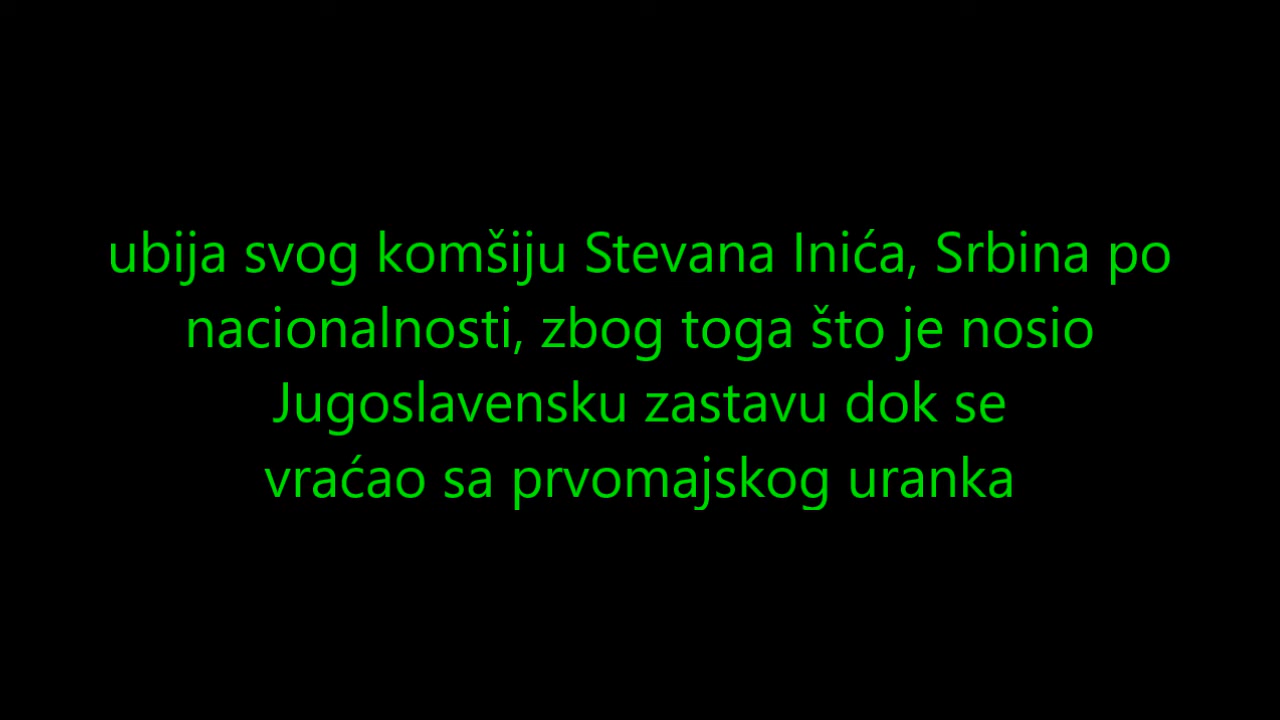 ubija svog komšiju Stevana Inića, Srbina po
nacionalnosti, zbog toga što je nosio
Jugoslavensku zastavu dok se
vraćao sa prvomajskog uranka